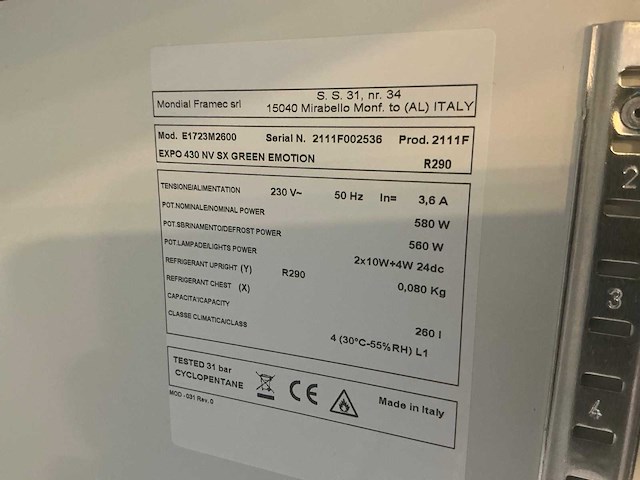 Mondial Framec srl
S. S. 31, nr. 34
15040 Mirabello Monf. to (AL) ITALY
Mod. E1723M2600 Serial N. 2111F002536 Prod. 2111F
EXPO 430 NV SX GREEN EMOTION R290
TENSIONE/ALIMENTATION 230 V~ 50 Hz In= 3,6 A
POT.NOMINALE/NOMINAL POWER 580 W
POT.SBRINAMENTO/DEFROST POWER 560 W
POT.LAMPADE/LIGHTS POWER 2x10W+4W 24dc
REFRIGERANT UPRIGHT (Y) R290 0,080 Kg
REFRIGERANT CHEST (X)
CAPACITA'/CAPACITY 260 l
CLASSE CLIMATICA/CLASS 4 (30°C-55%RH) L1
TESTED 31 bar
CYCLOPENTANE
CE
Made in Italy
MOD - 031 Rev. 0
2
3
4